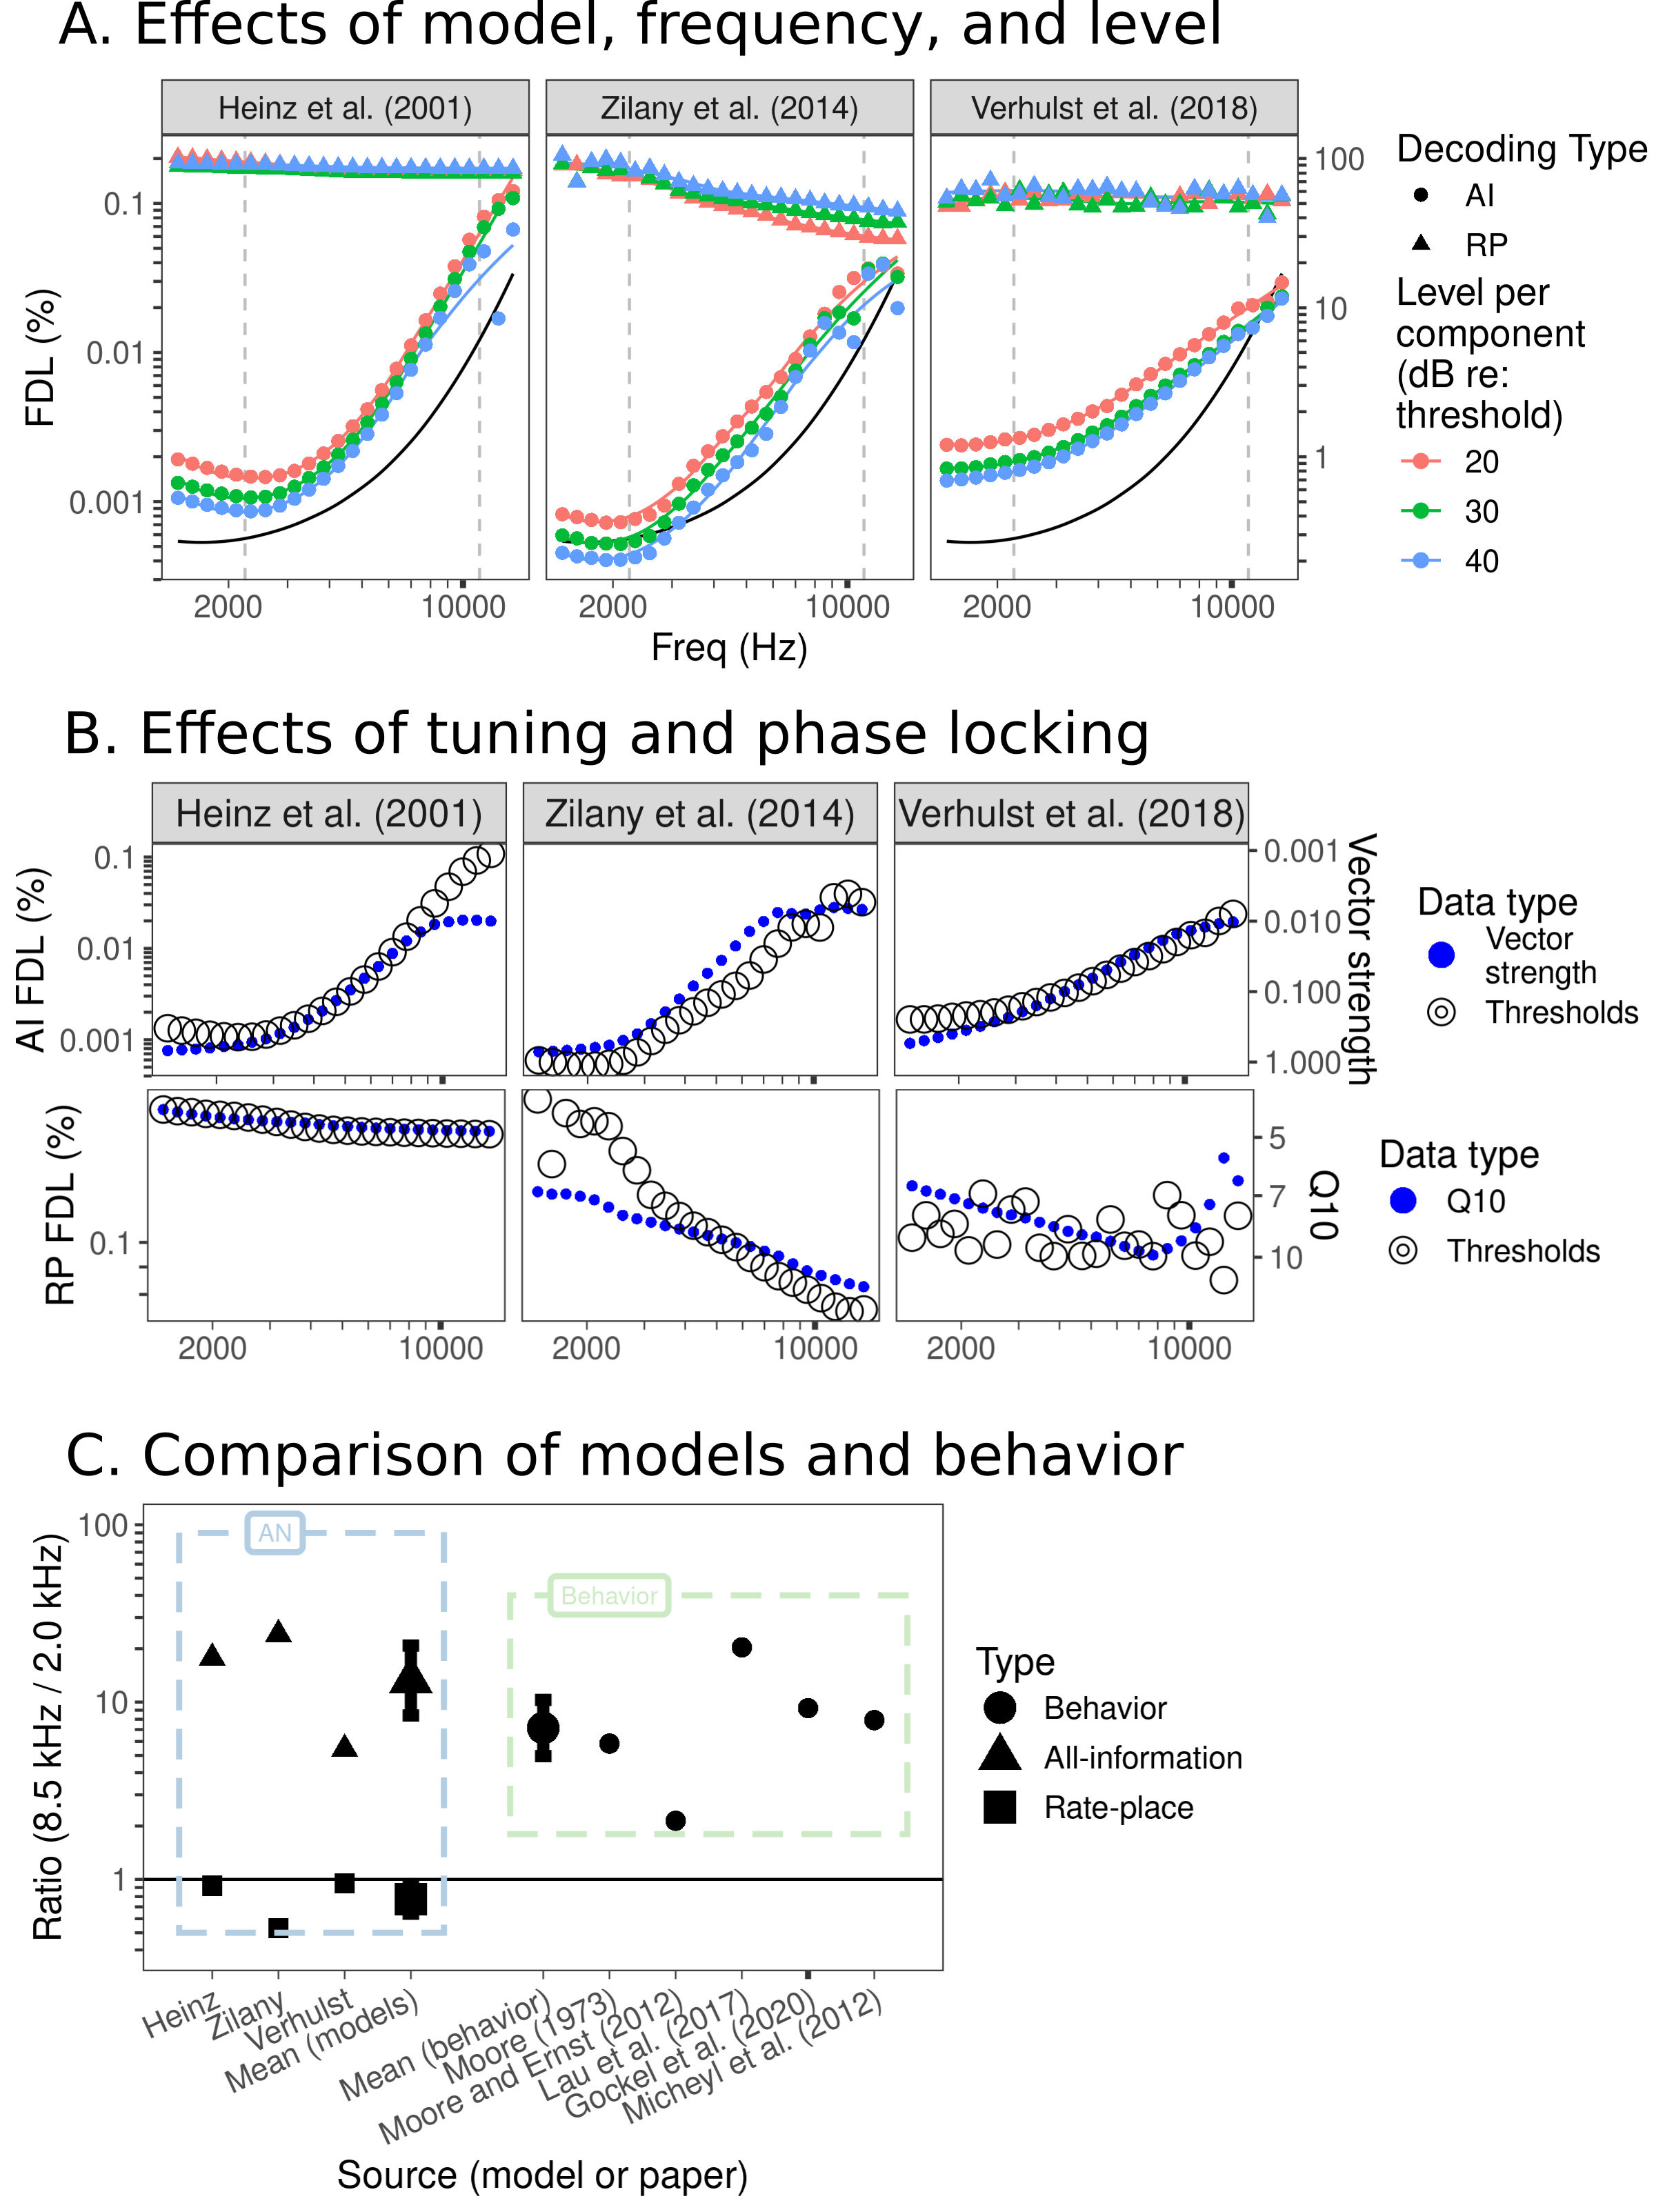 A. Effects of model, frequency, and level
Heinz et al. (2001)
Zilany et al. (2014)
Verhulst et al. (2018)
FDL (%)
0.1
0.01
0.001
100
10
1
2000
10000
2000
10000
2000
10000
Freq (Hz)
Decoding Type
AI
RP
Level per
component
(dB re:
threshold)
20
30
40
B. Effects of tuning and phase locking
Heinz et al. (2001)
Zilany et al. (2014)
Verhulst et al. (2018)
AI FDL (%)
0.1
0.01
0.001
0.001
0.010
0.100
1.000
Vector strength
Data type
Vector
strength
Thresholds
RP FDL (%)
0.1
5
7
10
Q10
2000
10000
2000
10000
2000
10000
Data type
Q10
Thresholds
C. Comparison of models and behavior
Ratio (8.5 kHz / 2.0 kHz)
100
10
1
AN
Behavior
Heinz
Zilany
Verhulst
Mean (models)
Mean (behavior)
Moore (1973)
Moore and Ernst (2012)
Lau et al. (2017)
Gockel et al. (2020)
Micheyl et al. (2012)
Source (model or paper)
Type
Behavior
All-information
Rate-place